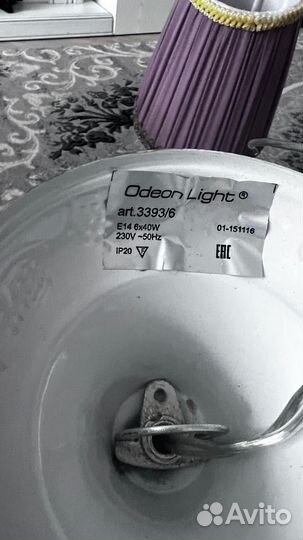 Odeon Light ®
art.3393/6
E14 6x40W 01-151116
230V ~50Hz
IP20 F EAC
Avito